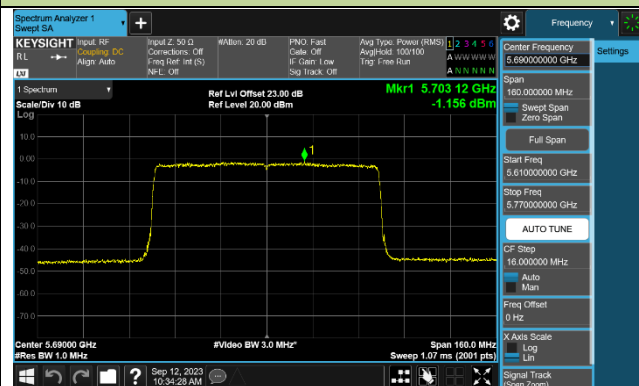 Spectrum Analyzer 1
Swept SA
Frequency
KEYSIGHT
RL
LXI
Input: RF
Coupling: DC
Align: Auto
Input Z: 50 Ω
Corrections: Off
Freq Ref: Int (S)
NFE: Off
#Atten: 20 dB
PNO: Fast
Gate: Off
IF Gain: Low
Sig Track: Off
Avg Type: Power (RMS)
Avg|Hold: 100/100
Trig: Free Run
1 2 3 4 5 6
A W W W W W
A N N N N N
1 Spectrum
Scale/Div 10 dB
Log
Ref Lvl Offset 23.00 dB
Ref Level 20.00 dBm
Mkr1 5.703 12 GHz
-1.156 dBm
10.0
0.00
-10.0
-20.0
-30.0
-40.0
-50.0
-60.0
-70.0
1
Center 5.69000 GHz
#Res BW 1.0 MHz
#Video BW 3.0 MHz*
Span 160.0 MHz
Sweep 1.07 ms (2001 pts)
Sep 12, 2023
10:34:28 AM
Center Frequency
5.690000000 GHz
Settings
Span
160.000000 MHz
Swept Span
Zero Span
Full Span
Start Freq
5.610000000 GHz
Stop Freq
5.770000000 GHz
AUTO TUNE
CF Step
16.000000 MHz
Auto
Man
Freq Offset
0 Hz
X Axis Scale
Log
Lin
Signal Track
(Span Zoom)